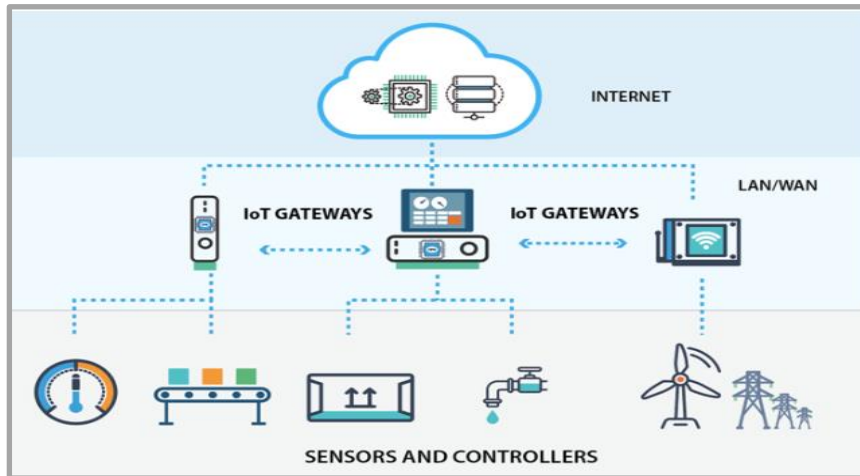 INTERNET
LAN/WAN
IoT GATEWAYS
IoT GATEWAYS
SENSORS AND CONTROLLERS